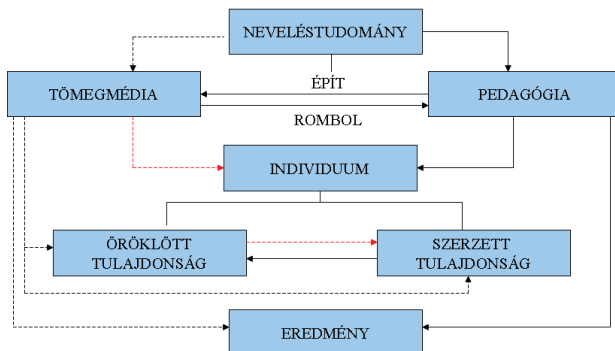 NEVELÉSTUDOMÁNY
ÉPÍT
TÖMEGMÉDIA
PEDAGÓGIA
ROMBOL
INDIVIDUUM
ÖRÖKLÖTT
TULAJDONSÁG
SZERZETT
TULAJDONSÁG
EREDMÉNY